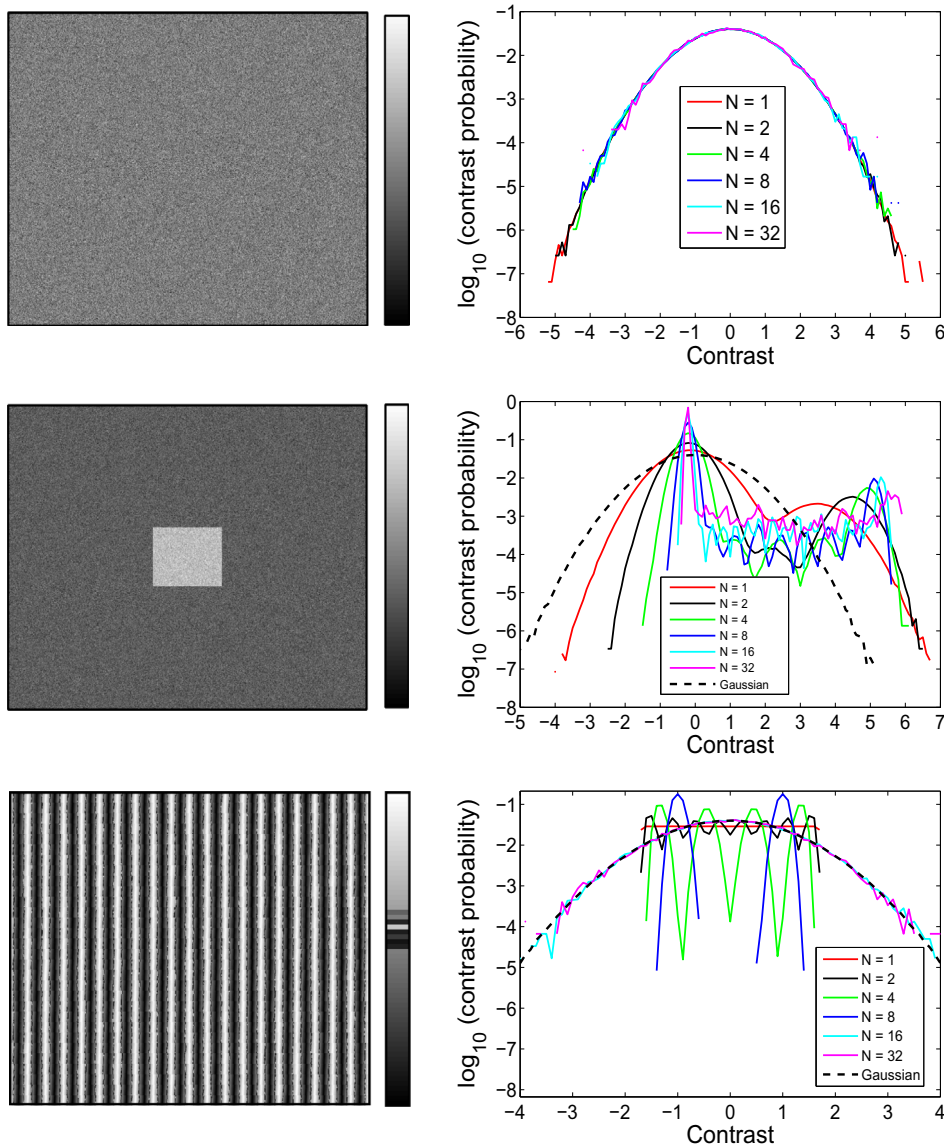 log10 (contrast probability)
−1
−2
−3
−4
−5
−6
−7
−8
N = 1
N = 2
N = 4
N = 8
N = 16
N = 32
−6 −5 −4 −3 −2 −1 0 1 2 3 4 5 6
Contrast
log10 (contrast probability)
0
−1
−2
−3
−4
−5
−6
−7
−8
N = 1
N = 2
N = 4
N = 8
N = 16
N = 32
Gaussian
−5 −4 −3 −2 −1 0 1 2 3 4 5 6 7
Contrast
log10 (contrast probability)
−1
−2
−3
−4
−5
−6
−7
−8
N = 1
N = 2
N = 4
N = 8
N = 16
N = 32
Gaussian
−4 −3 −2 −1 0 1 2 3 4
Contrast